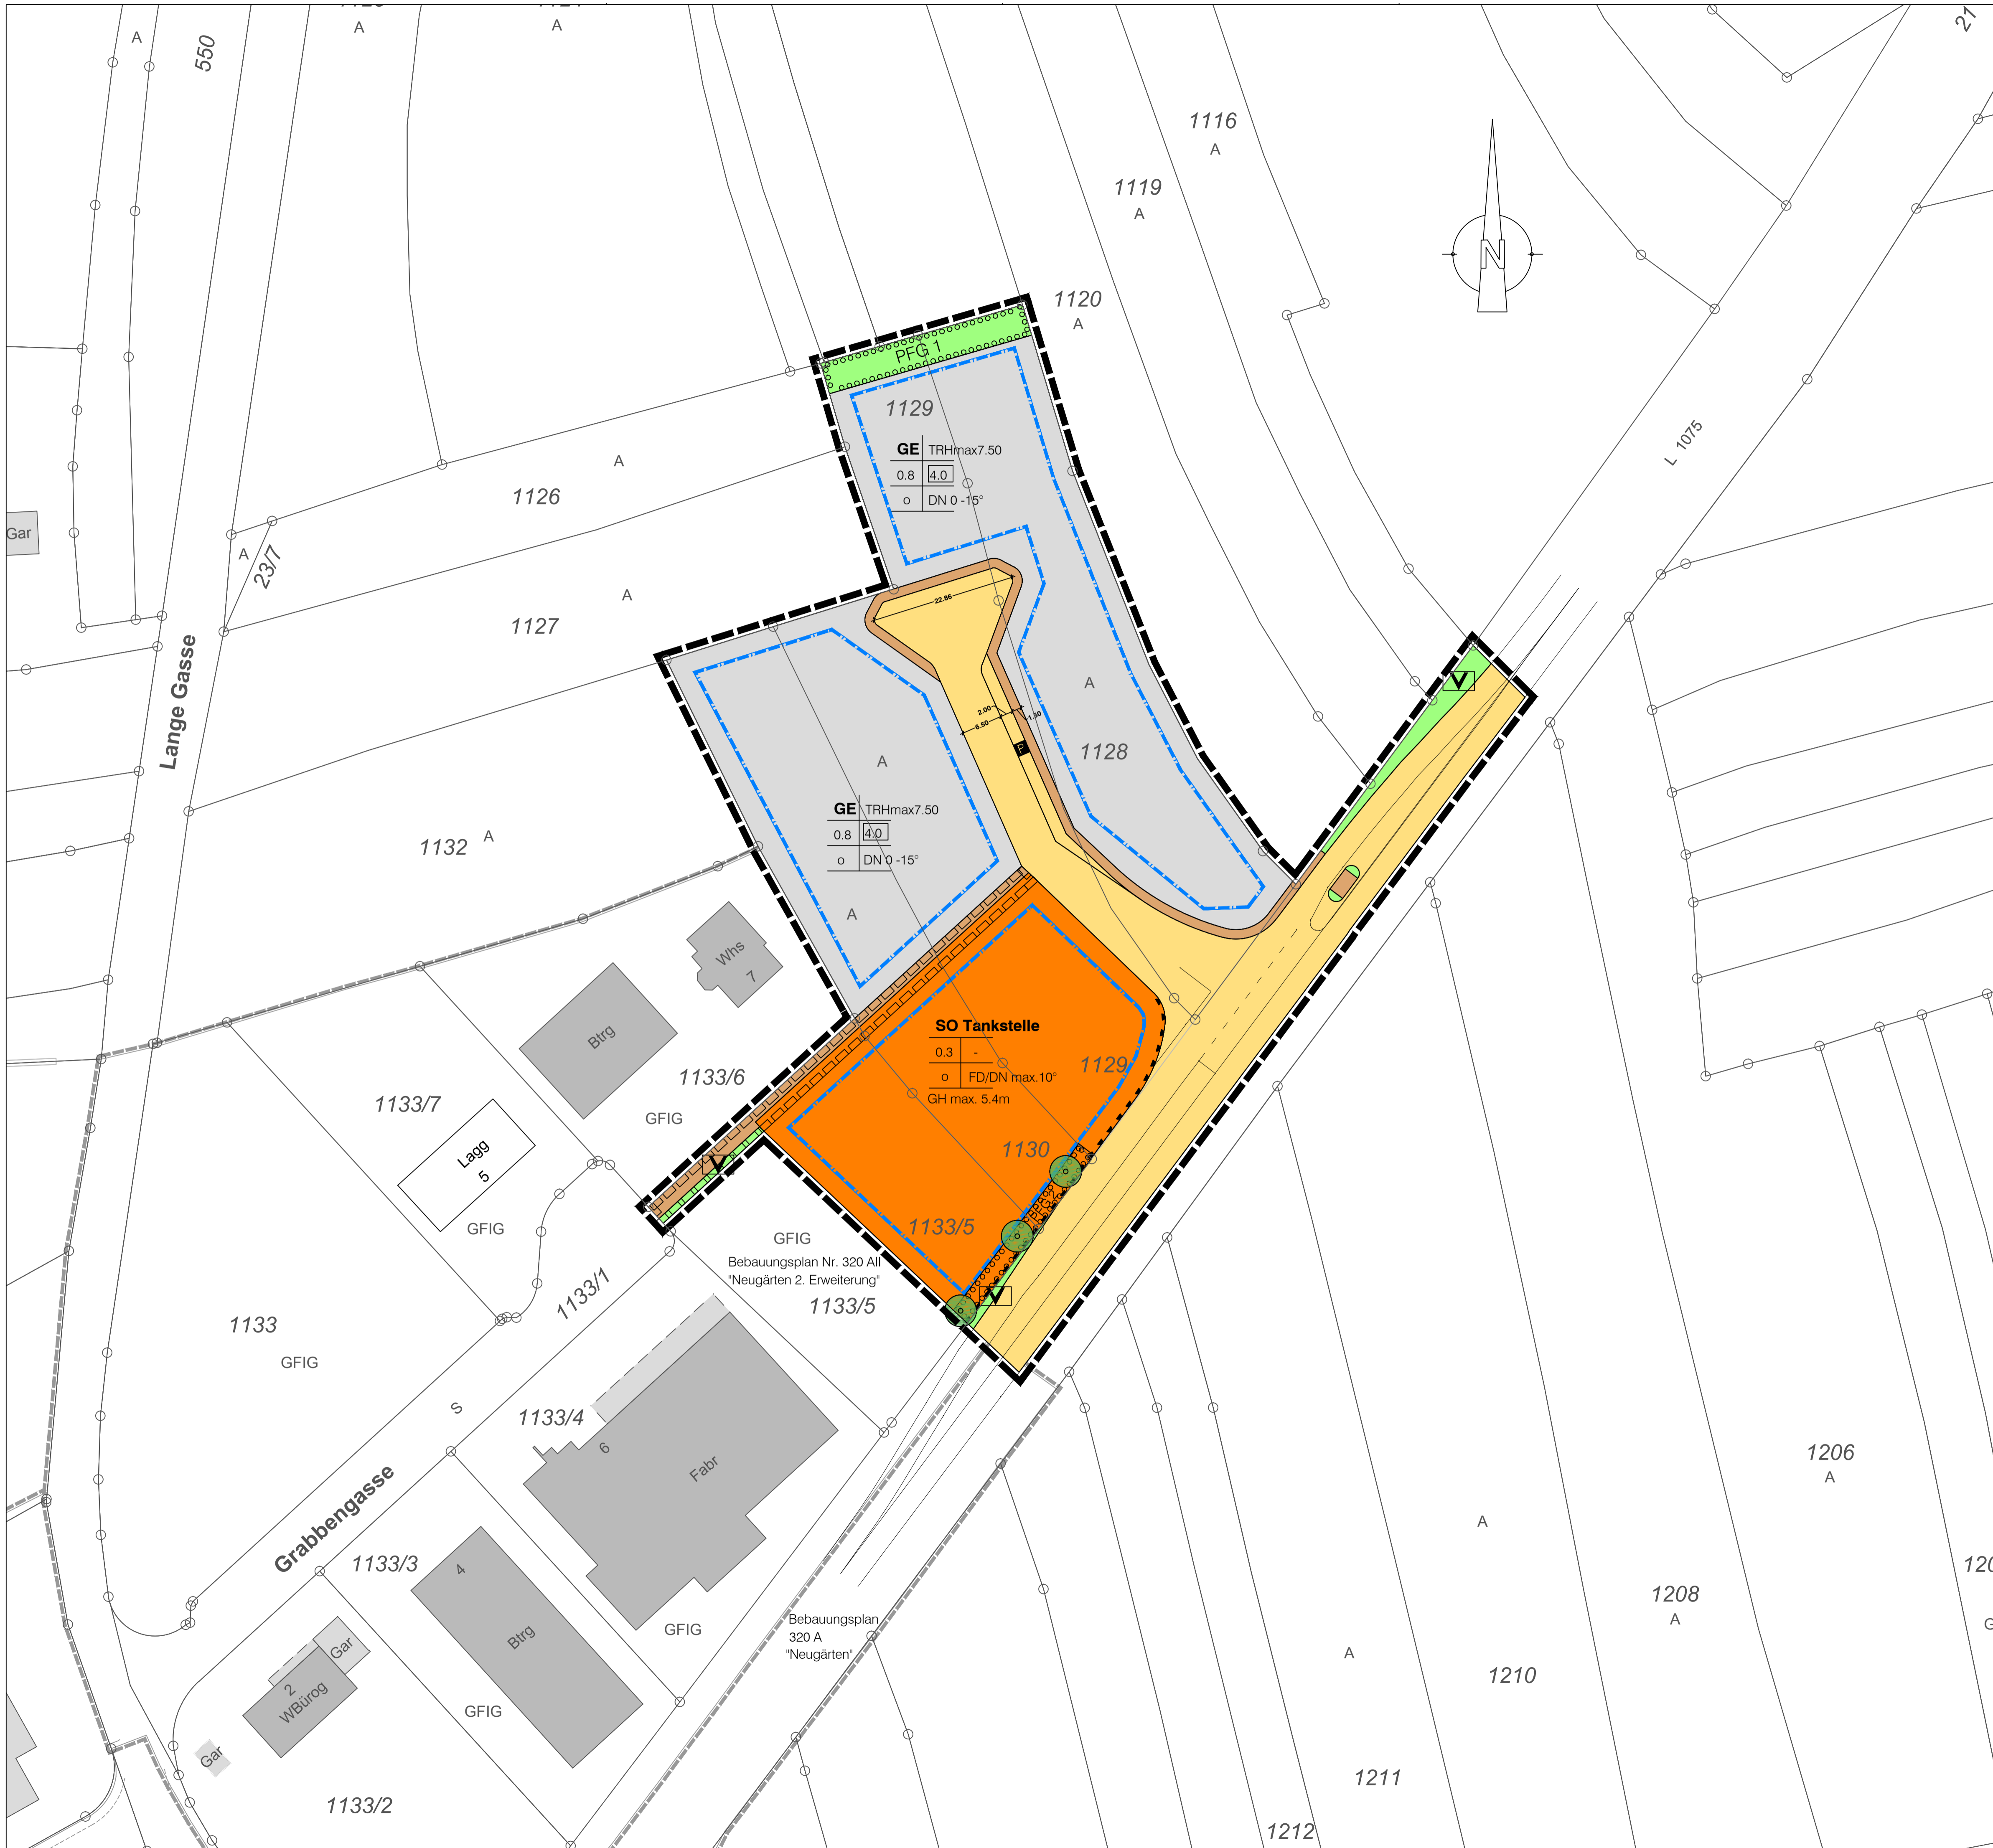 A
550
A
A
21
1116
A
1119
A
N
1120
A
L 1075
PFG 1
1129
GE TRHmax7.50
0.8 4.0
o DN 0 -15°
A
1126
Gar
A
23/7
22.86
A
1127
Lange Gasse
A
2.00
6.50
1.50
P
1128
V
A
GE TRHmax7.50
0.8 4.0
o DN 0 -15°
A
1132
A
Whs
7
Btrg
SO Tankstelle
0.3 -
o FD/DN max.10°
GH max. 5.4m
1129
1133/6
GFIG
1133/7
Lagg
5
GFIG
V
1130
PFG 2
1133/5
GFIG
Bebauungsplan Nr. 320 AII
"Neugärten 2. Erweiterung"
1133/5
V
1133/1
1133
GFIG
S
1133/4
6
Fabr
Grabbengasse
1133/3
4
Btrg
GFIG
GFIG
Bebauungsplan
320 A
"Neugärten"
Gar
2
WBürog
Gar
1133/2
1206
A
A
1208
A
A
1210
1211
1212